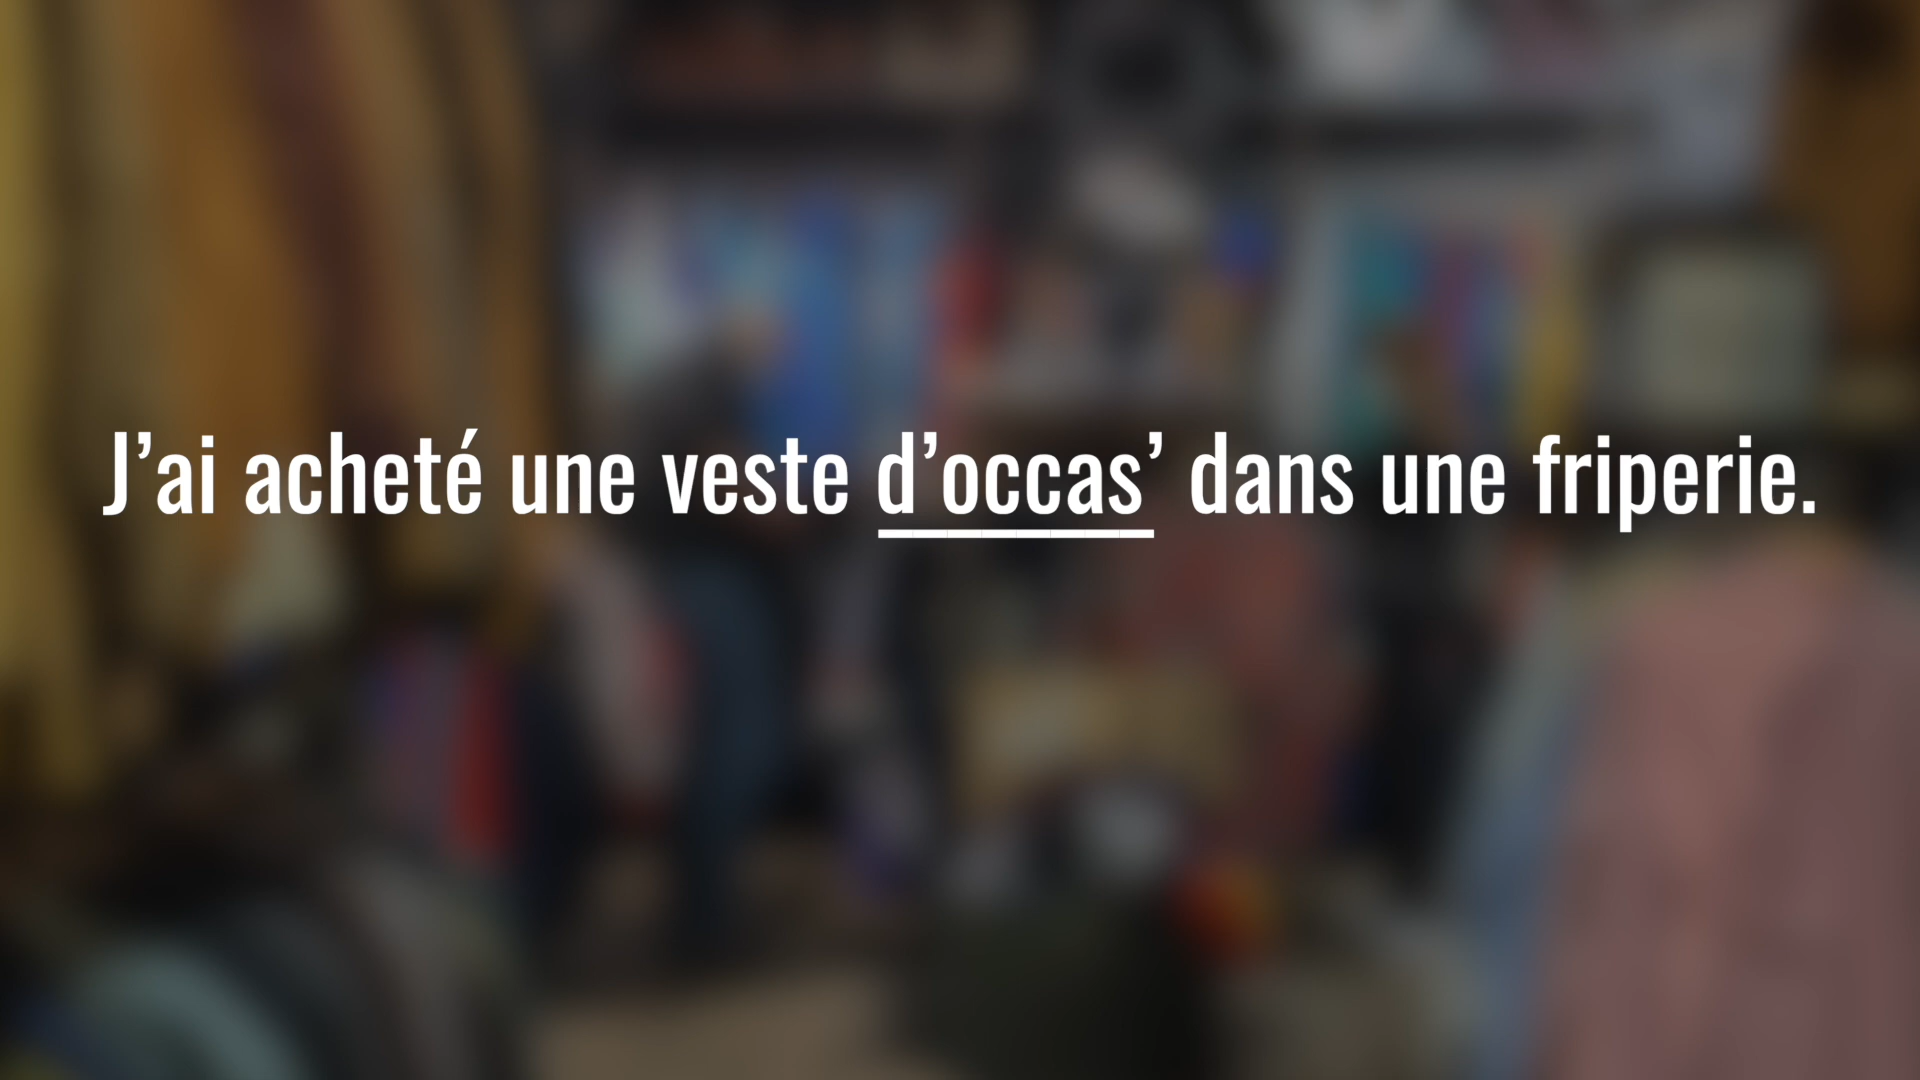 J’ai acheté une veste d’occas’ dans une friperie.